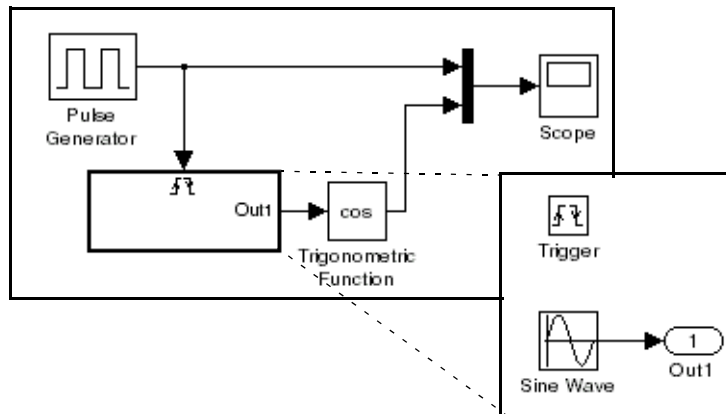 Pulse
Generator
Scope
Out1
cos
Trigonometric
Function
Trigger
1
Sine Wave
Out1